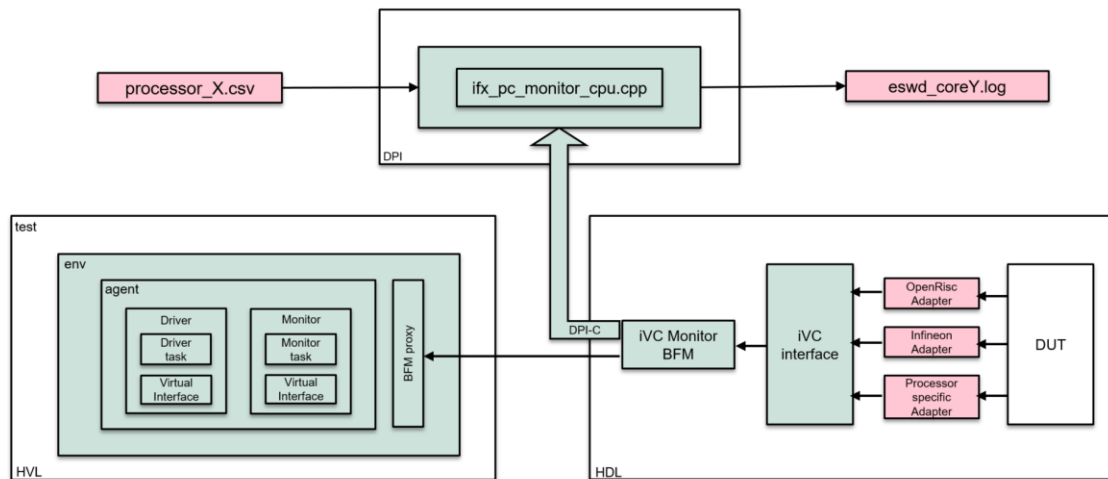 processor_X.csv
ifx_pc_monitor_cpu.cpp
eswd_coreY.log
DPI
test
env
agent
Driver
Driver
task
Virtual
Interface
Monitor
Monitor
task
Virtual
Interface
BFM proxy
HVL
DPI-C
iVC Monitor
BFM
iVC
interface
OpenRisc
Adapter
Infineon
Adapter
Processor
specific
Adapter
DUT
HDL